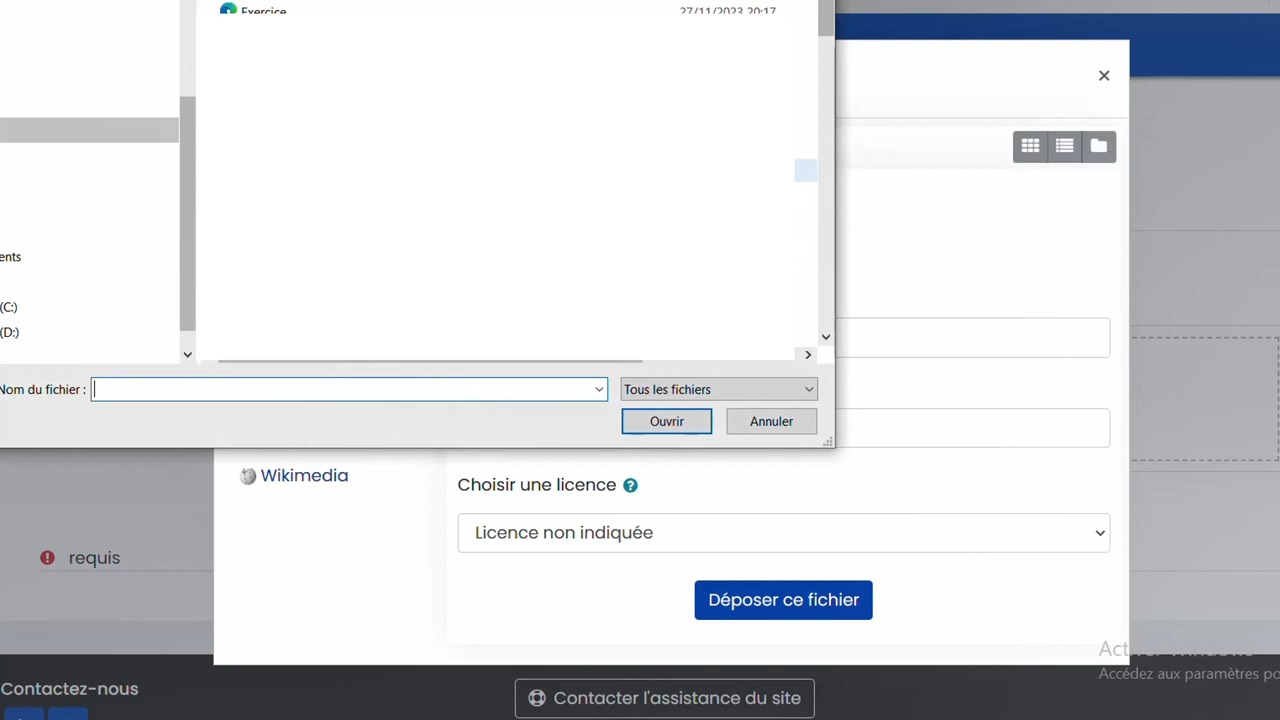 Exercice 27/11/2023 20:17
ents
(C:)
(D:)
Nom du fichier :
Tous les fichiers
Ouvrir
Annuler
Wikimedia
Choisir une licence
Licence non indiquée
requis
Déposer ce fichier
Accédez aux paramètres po
Contactez-nous
Contacter l'assistance du site